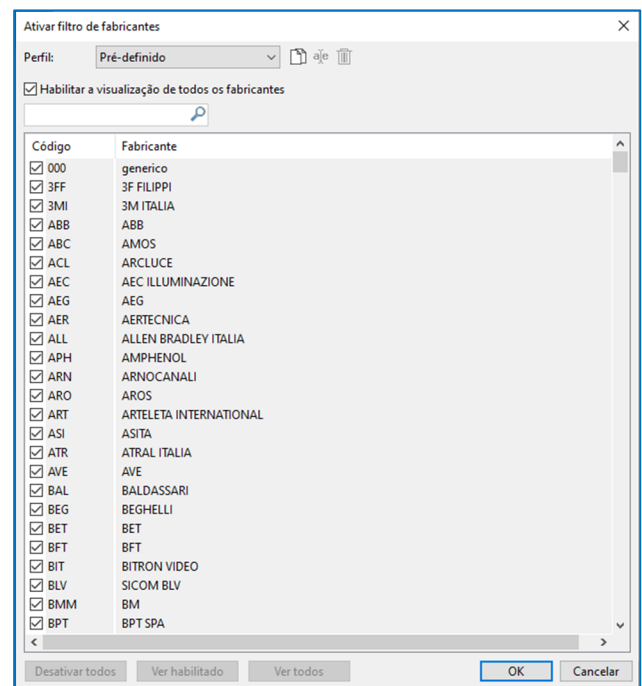 Ativar filtro de fabricantes
Perfil: Pré-definido a|e
Habilitar a visualização de todos os fabricantes
Código Fabricante
000 generico
3FF 3F FILIPPI
3MI 3M ITALIA
ABB ABB
ABC AMOS
ACL ARCLUCE
AEC AEC ILLUMINAZIONE
AEG AEG
AER AERTECNICA
ALL ALLEN BRADLEY ITALIA
APH AMPHENOL
ARN ARNOCANALI
ARO AROS
ART ARTELETA INTERNATIONAL
ASI ASITA
ATR ATRAL ITALIA
AVE AVE
BAL BALDASSARI
BEG BEGHELLI
BET BET
BFT BFT
BIT BITRON VIDEO
BLV SICOM BLV
BMM BM
BPT BPT SPA
Desativar todos Ver habilitado Ver todos OK Cancelar